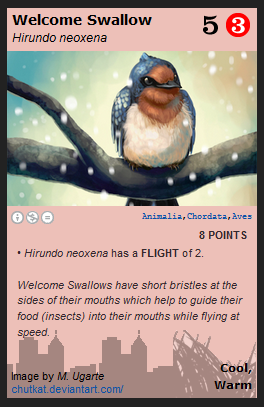 Welcome Swallow
Hirundo neoxena
5 3
Animalia, Chordata, Aves
8 POINTS
• Hirundo neoxena has a FLIGHT of 2.
Welcome Swallows have short bristles at the
sides of their mouths which help to guide their
food (insects) into their mouths while flying at
speed.
Image by M. Ugarte
chutkat.deviantart.com/
Cool,
Warm